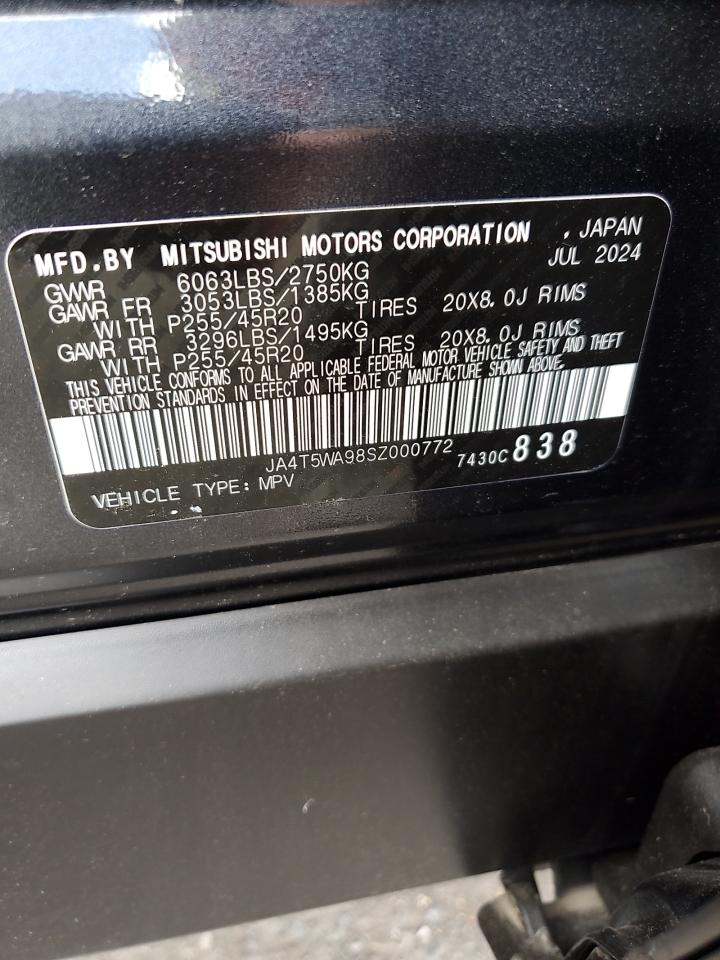 MFD.BY MITSUBISHI MOTORS CORPORATION , JAPAN
JUL 2024
GVWR 6063LBS/2750KG
GAWR FR 3053LBS/1385KG
WITH P255/45R20 TIRES 20X8.0J RIMS
GAWR RR 3296LBS/1495KG
WITH P255/45R20 TIRES 20X8.0J RIMS
THIS VEHICLE CONFORMS TO ALL APPLICABLE FEDERAL MOTOR VEHICLE SAFETY AND THEFT
PREVENTION STANDARDS IN EFFECT ON THE DATE OF MANUFACTURE SHOWN ABOVE.
JA4T5WA98SZ000772 7430C 838
VEHICLE TYPE: MPV